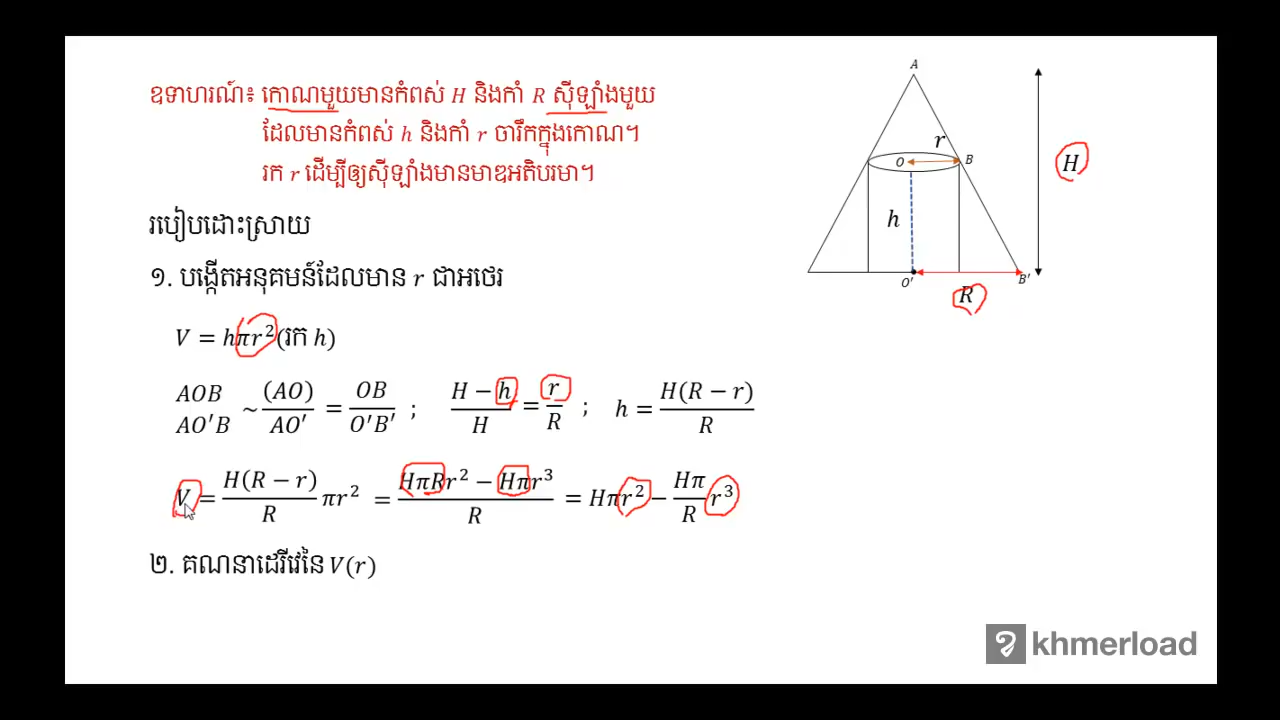 ឧទាហរណ៍៖ កោណមួយមានកំពស់ H និងកាំ R ស៊ីឡាំងមួយ
ដែលមានកំពស់ h និងកាំ r ចារឹកក្នុងកោណ។
រក r ដើម្បីឲ្យស៊ីឡាំងមានមាឌអតិបរមា។
របៀបដោះស្រាយ
១. បង្កើតអនុគមន៍ដែលមាន r ជាអថេរ
V = hπr² (រក h)
AOB / AO'B ~ (AO)/AO' = OB/O'B' ; (H − h)/H = r/R ; h = H(R − r)/R
V = H(R − r)/R πr² = (HπRr² − Hπr³)/R = Hπr² − Hπ/R r³
២. គណនាដេរីវេនៃ V(r)
A
r
O
B
H
h
O'
B'
R
khmerload